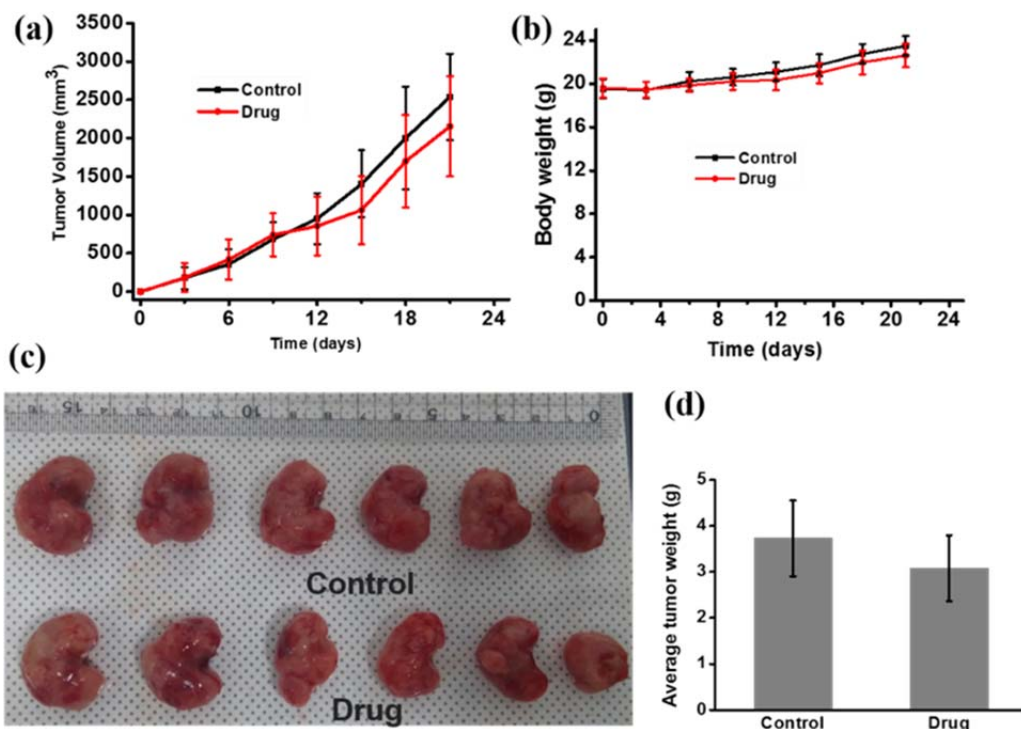 (a)
3500
3000
2500
2000
1500
1000
500
0
Tumor Volume (mm³)
Control
Drug
0 6 12 18 24
Time (days)
(b)
24
20
16
12
8
4
0
Body weight (g)
Control
Drug
0 4 8 12 16 20 24
Time (days)
(c)
15 10 5 0
Control
Drug
(d)
5
4
3
2
1
0
Average tumor weight (g)
Control Drug